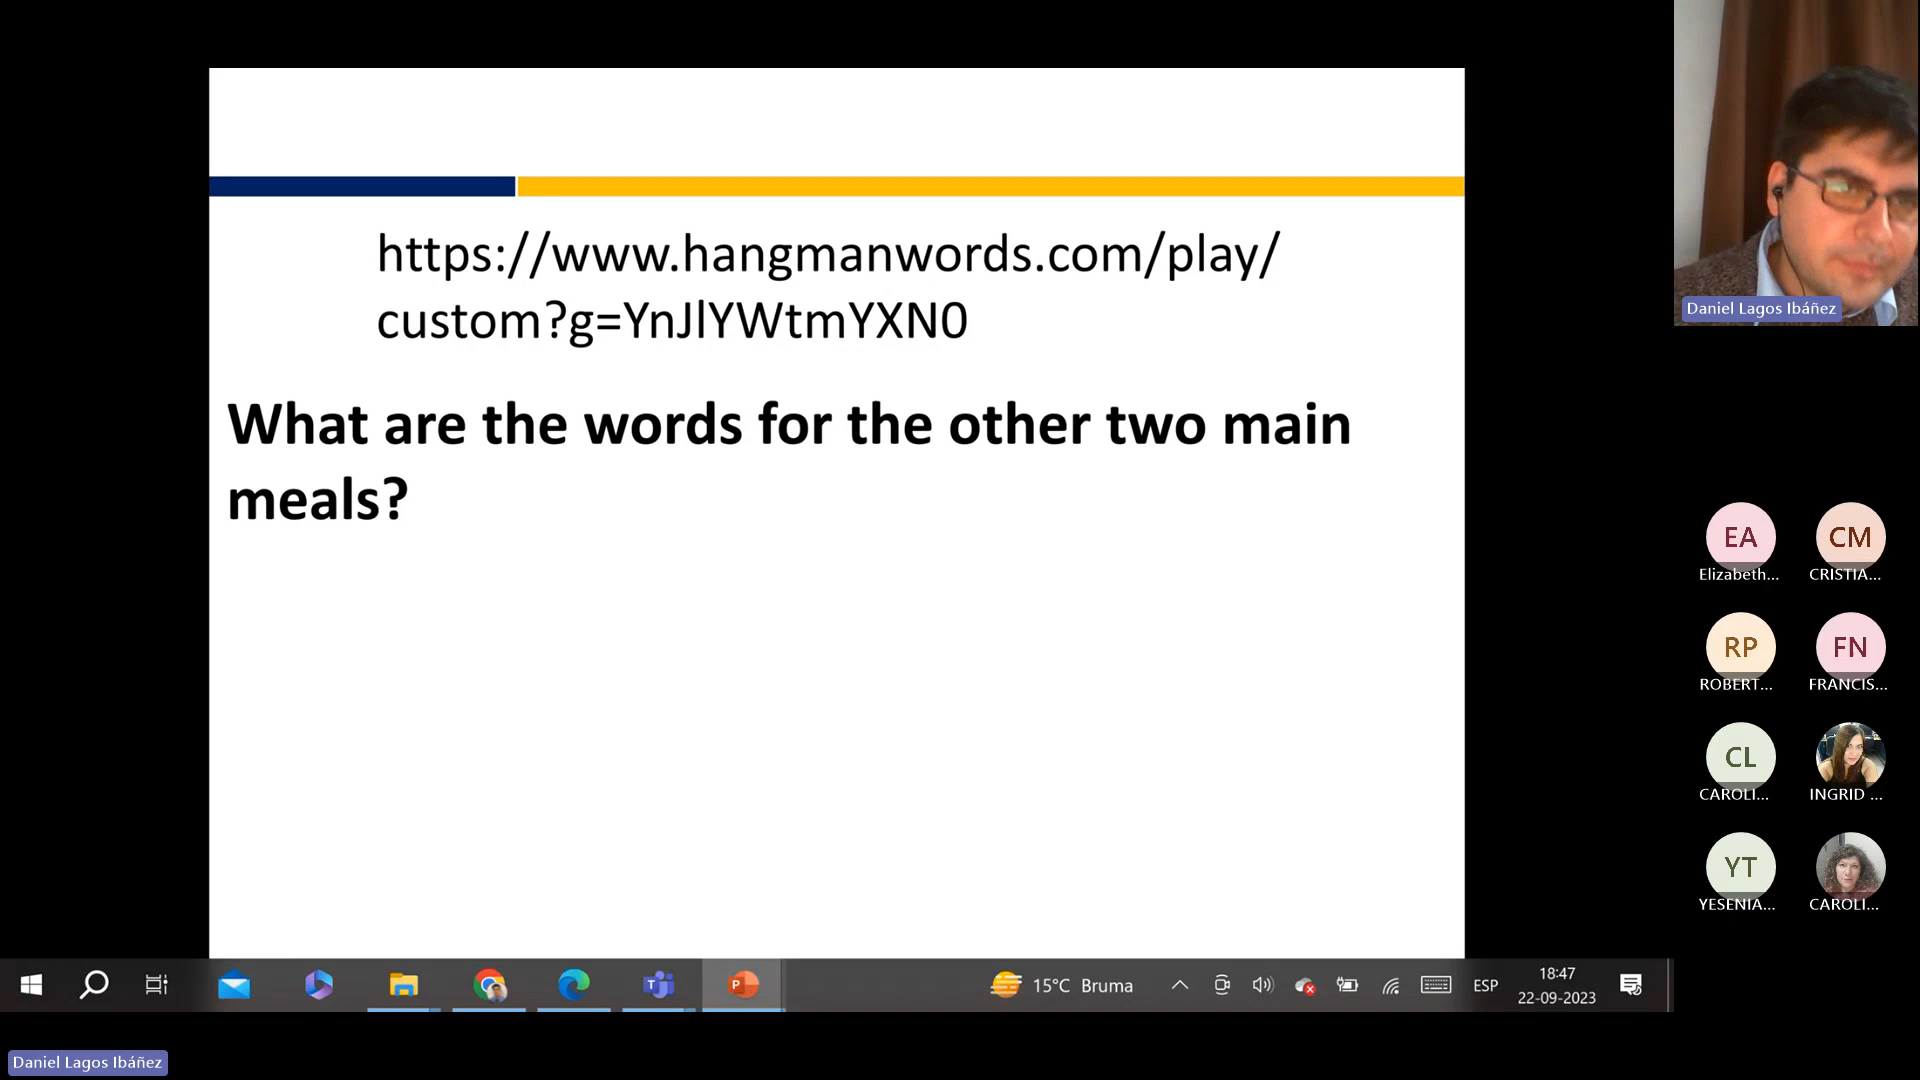 https://www.hangmanwords.com/play/
custom?g=YnJlYWtmYXN0
What are the words for the other two main
meals?
Daniel Lagos Ibáñez
EA
Elizabeth...
CM
CRISTIA...
RP
ROBERT...
FN
FRANCIS...
CL
CAROLI...
INGRID ...
YT
YESENIA...
CAROLI...
15°C Bruma
ESP
18:47
22-09-2023
Daniel Lagos Ibáñez